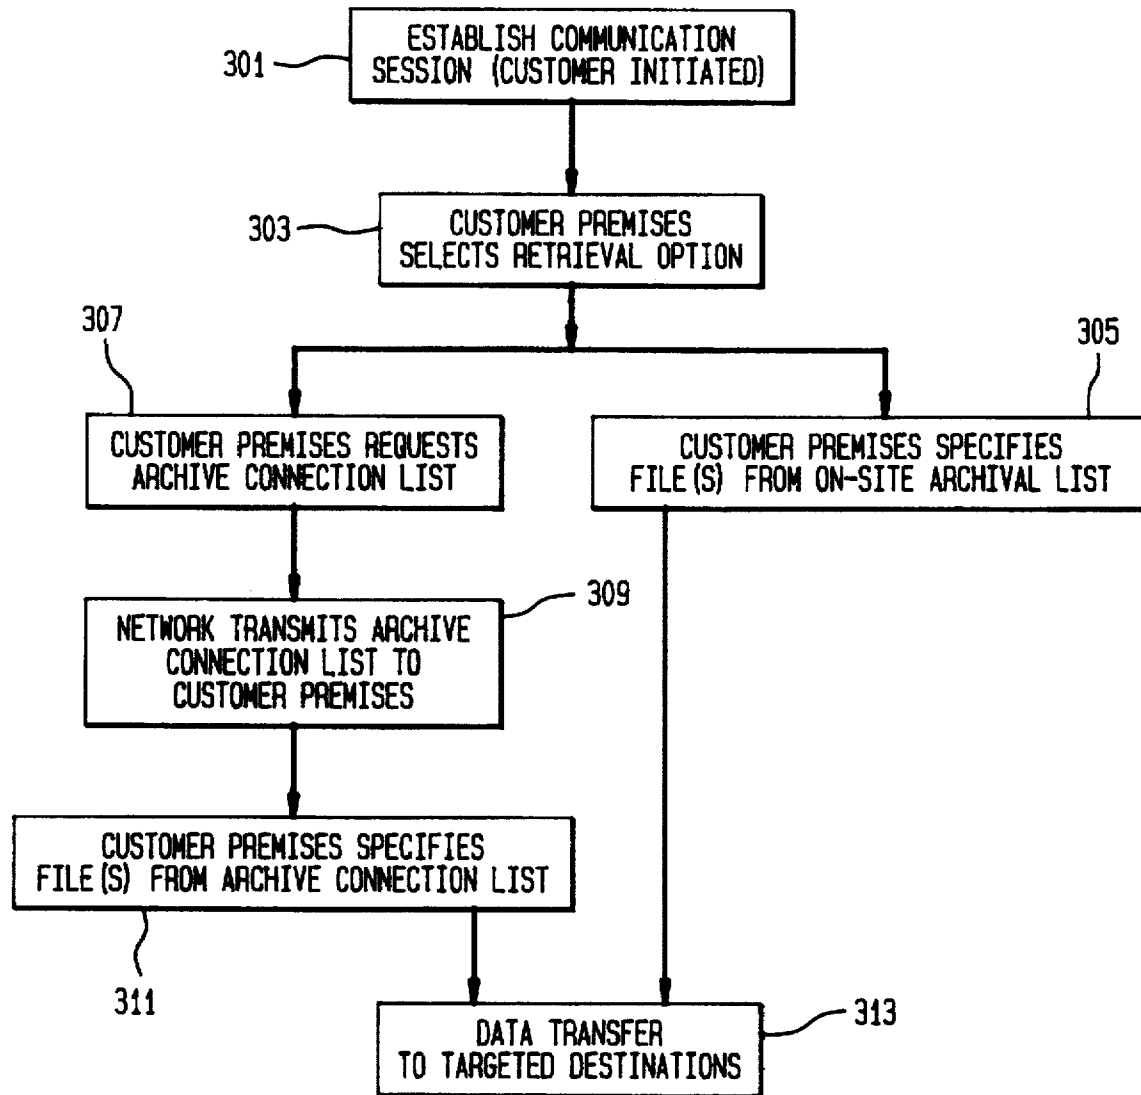 ESTABLISH COMMUNICATION
SESSION (CUSTOMER INITIATED)
301
CUSTOMER PREMISES
SELECTS RETRIEVAL OPTION
303
307
305
CUSTOMER PREMISES REQUESTS
ARCHIVE CONNECTION LIST
CUSTOMER PREMISES SPECIFIES
FILE(S) FROM ON-SITE ARCHIVAL LIST
309
NETWORK TRANSMITS ARCHIVE
CONNECTION LIST TO
CUSTOMER PREMISES
CUSTOMER PREMISES SPECIFIES
FILE(S) FROM ARCHIVE CONNECTION LIST
311
313
DATA TRANSFER
TO TARGETED DESTINATIONS